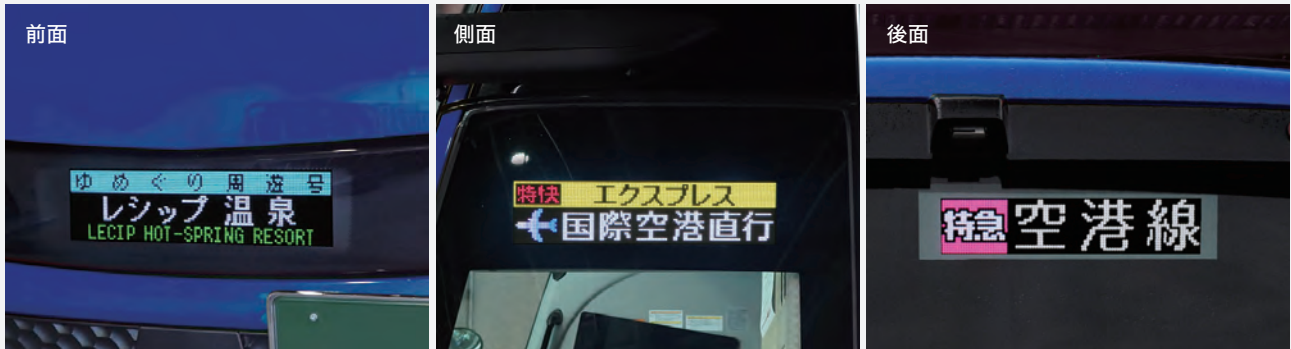 前面
ゆめぐり周遊号
レシップ温泉
LECIP HOT-SPRING RESORT
側面
特快 エクスプレス
国際空港直行
後面
特急 空港線